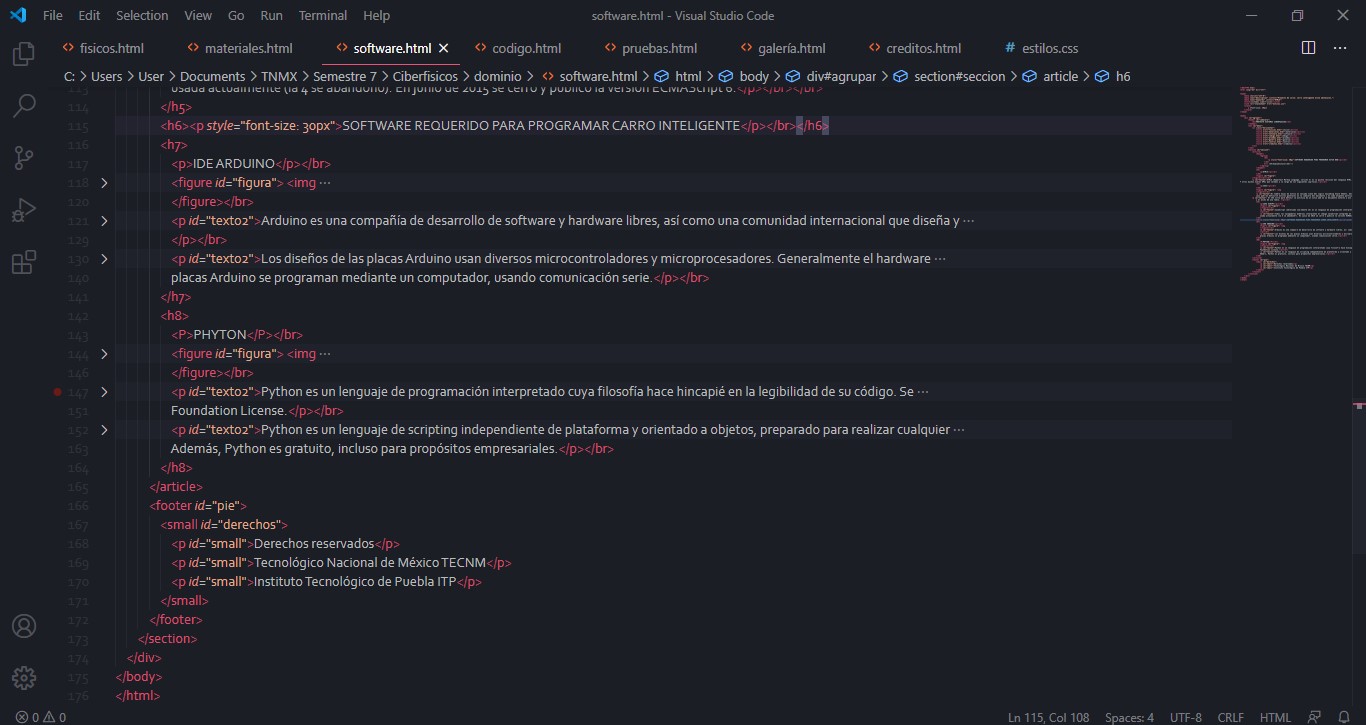 File Edit Selection View Go Run Terminal Help software.html - Visual Studio Code
<> fisicos.html <> materiales.html <> software.html <> codigo.html <> pruebas.html <> galería.html <> creditos.html # estilos.css ···
C: > Users > User > Documents > TNMX > Semestre 7 > Ciberfisicos > dominio > <> software.html > html > body > div#agrupar > section#seccion > article > h6
113 usada actualmente (la 4 se abandonó). En junio de 2015 se cerró y publicó la versión ECMAScript 6.</p></br></br>
114 </h5>
115 <h6><p style="font-size: 30px">SOFTWARE REQUERIDO PARA PROGRAMAR CARRO INTELIGENTE</p></br></h6>
116 <h7>
117 <p>IDE ARDUINO</p></br>
118 <figure id="figura"> <img ···
120 </figure></br>
121 <p id="texto2">Arduino es una compañía de desarrollo de software y hardware libres, así como una comunidad internacional que diseña y ···
129 </p></br>
130 <p id="texto2">Los diseños de las placas Arduino usan diversos microcontroladores y microprocesadores. Generalmente el hardware ···
140 placas Arduino se programan mediante un computador, usando comunicación serie.</p></br>
141 </h7>
142 <h8>
143 <P>PHYTON</P></br>
144 <figure id="figura"> <img ···
146 </figure></br>
147 <p id="texto2">Python es un lenguaje de programación interpretado cuya filosofía hace hincapié en la legibilidad de su código. Se ···
151 Foundation License.</p></br>
152 <p id="texto2">Python es un lenguaje de scripting independiente de plataforma y orientado a objetos, preparado para realizar cualquier ···
163 Además, Python es gratuito, incluso para propósitos empresariales.</p></br>
164 </h8>
165 </article>
166 <footer id="pie">
167 <small id="derechos">
168 <p id="small">Derechos reservados</p>
169 <p id="small">Tecnológico Nacional de México TECNM</p>
170 <p id="small">Instituto Tecnológico de Puebla ITP</p>
171 </small>
172 </footer>
173 </section>
174 </div>
175 </body>
176 </html>
0 0 Ln 115, Col 108 Spaces: 4 UTF-8 CRLF HTML